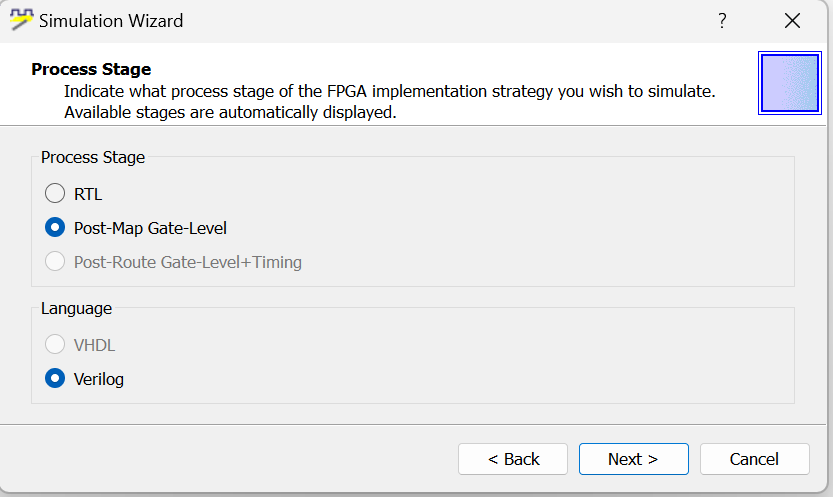 Simulation Wizard ?
Process Stage
Indicate what process stage of the FPGA implementation strategy you wish to simulate.
Available stages are automatically displayed.
Process Stage
RTL
Post-Map Gate-Level
Post-Route Gate-Level+Timing
Language
VHDL
Verilog
< Back Next > Cancel